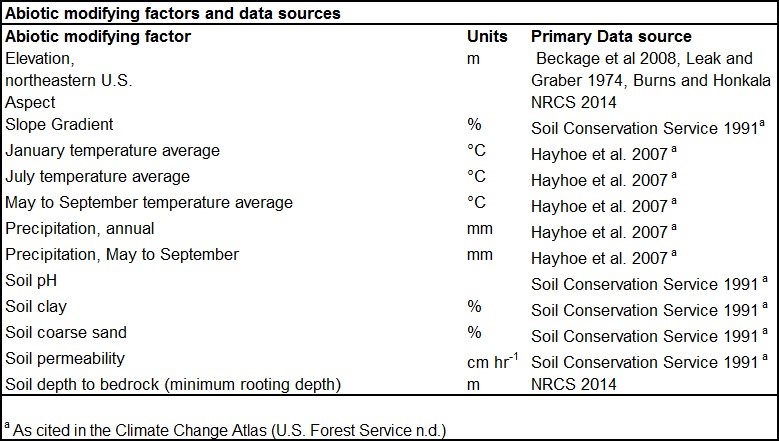 Abiotic modifying factors and data sources
Abiotic modifying factor Units Primary Data source
Elevation, m Beckage et al 2008, Leak and
northeastern U.S. Graber 1974, Burns and Honkala
Aspect NRCS 2014
Slope Gradient % Soil Conservation Service 1991 a
January temperature average °C Hayhoe et al. 2007 a
July temperature average °C Hayhoe et al. 2007 a
May to September temperature average °C Hayhoe et al. 2007 a
Precipitation, annual mm Hayhoe et al. 2007 a
Precipitation, May to September mm Hayhoe et al. 2007 a
Soil pH Soil Conservation Service 1991 a
Soil clay % Soil Conservation Service 1991 a
Soil coarse sand % Soil Conservation Service 1991 a
Soil permeability cm hr-1 Soil Conservation Service 1991 a
Soil depth to bedrock (minimum rooting depth) m NRCS 2014
a As cited in the Climate Change Atlas (U.S. Forest Service n.d.)